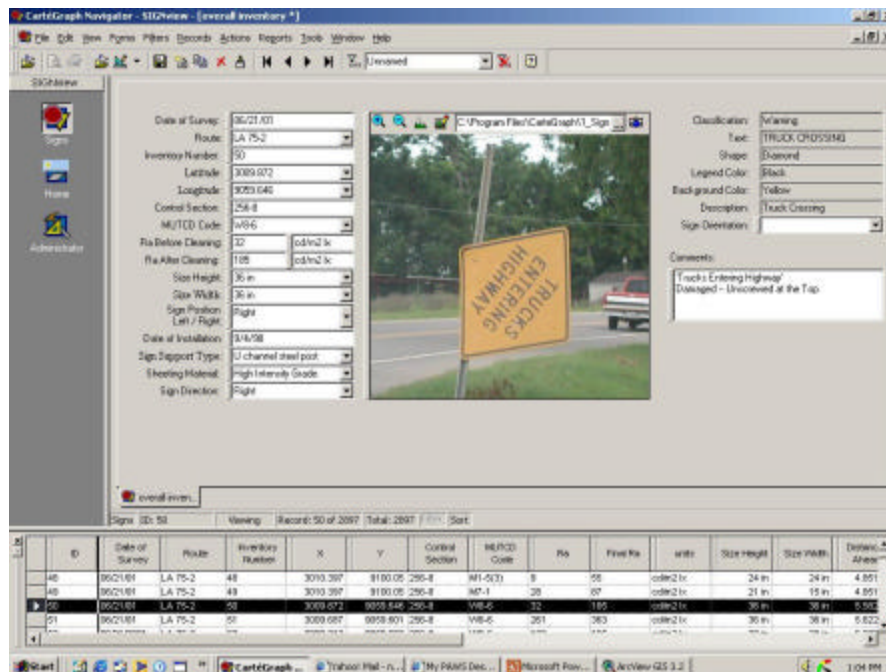 CartêGraph Navigator - SIGNview - [overall inventory *]
File Edit View Forms Filters Records Actions Reports Tools Window Help
Unnamed
SIGNview
Signs
Home
Administrator
Date of Survey: 06/21/01
Route: LA 75-2
Inventory Number: 50
Latitude: 3009.872
Longitude: 9059.646
Control Section: 256-8
MUTCD Code: W8-6
Ra Before Cleaning: 32 cd/m2 lx
Ra After Cleaning: 185 cd/m2 lx
Size Height: 36 in
Size Width: 36 in
Sign Position Left / Right: Right
Date of Installation: 9/4/98
Sign Support Type: U channel steel post
Sheeting Material: High Intensity Grade
Sign Direction: Right
C:\Program Files\CarteGraph\1_Sign ...
TRUCKS
ENTERING
HIGHWAY
Classification: Warning
Text: TRUCK CROSSING
Shape: Diamond
Legend Color: Black
Background Color: Yellow
Description: Truck Crossing
Sign Orientation:
Comments:
'Trucks Entering Highway'
Damaged - Unscrewed at the Top
overall inven...
Signs ID: 50 Viewing Record: 50 of 2897 Total: 2897 Sort
ID Date of Survey Route Inventory Number X Y Control Section MUTCD Code Ra Final Ra units Size Height Size Width Distance Ahead
48 06/21/01 LA 75-2 48 3010.397 9100.05 256-8 M1-5(3) 55 cd/m2 lx 24 in 24 in 4.851
49 06/21/01 LA 75-2 49 3010.397 9100.05 256-8 M7-1 28 87 cd/m2 lx 21 in 15 in 4.851
50 06/21/01 LA 75-2 50 3009.872 9059.646 256-8 W8-6 32 185 cd/m2 lx 36 in 36 in 5.582
51 06/21/01 LA 75-2 51 3009.687 9059.601 256-8 W8-6 261 363 cd/m2 lx 36 in 36 in 5.822
Start CartêGraph ... Yahoo! Mail - n... My PAWS Des... Microsoft Pow... ArcView GIS 3.2 1:04 PM